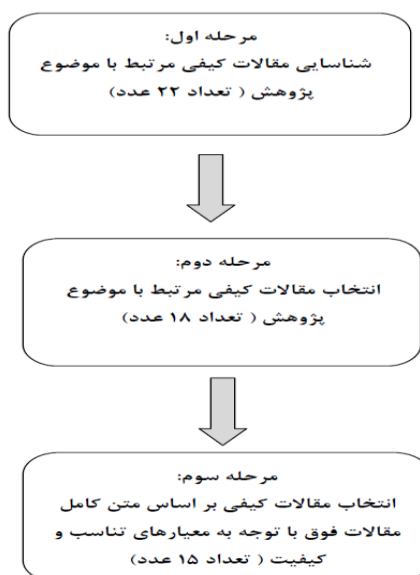 مرحله اول:
شناسایی مقالات کیفی مرتبط با موضوع
پژوهش ( تعداد ۲۲ عدد)
مرحله دوم:
انتخاب مقالات کیفی مرتبط با موضوع
پژوهش ( تعداد ۱۸ عدد)
مرحله سوم:
انتخاب مقالات کیفی بر اساس متن کامل
مقالات فوق با توجه به معیارهای تناسب و
کیفیت ( تعداد ۱۵ عدد)